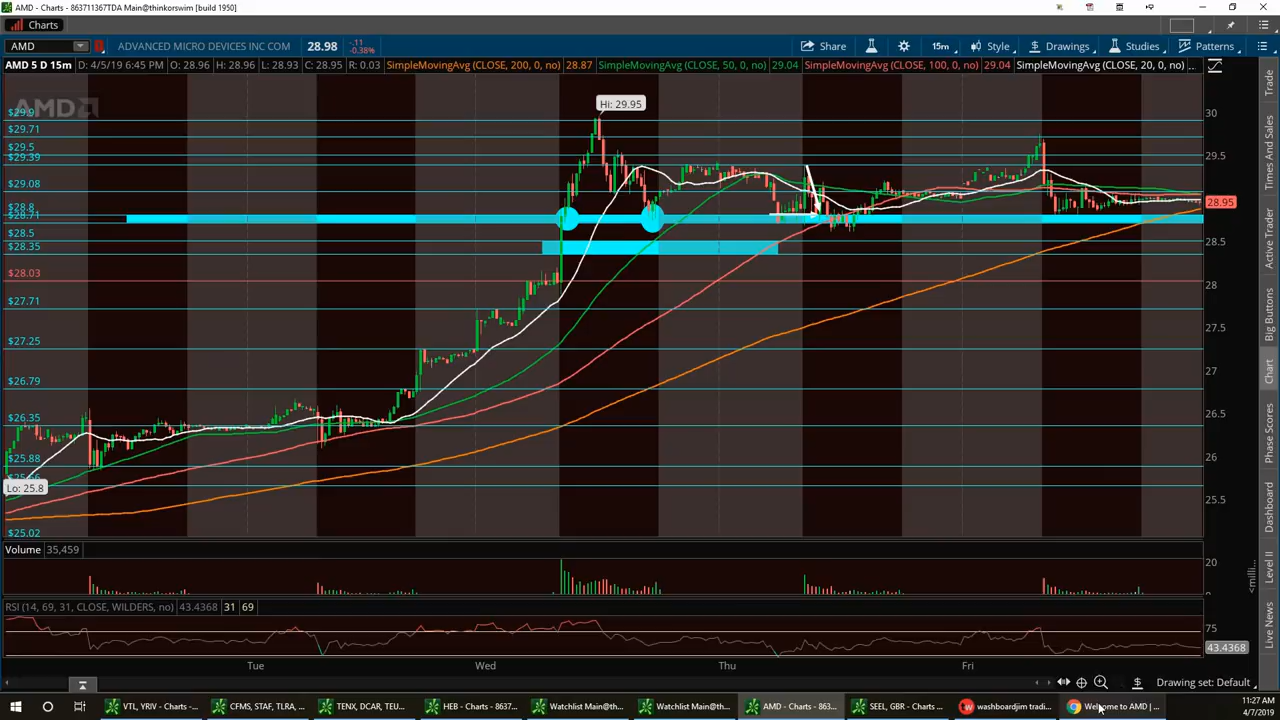 AMD - Charts - 863711367TDA Main@thinkorswim [build 1950]
Charts
AMD ADVANCED MICRO DEVICES INC COM 28.98 -.11 -0.38% Share 15m Style Drawings Studies Patterns
AMD 5 D 15m D: 4/5/19 6:45 PM O: 28.96 H: 28.96 L: 28.93 C: 28.95 R: 0.03 SimpleMovingAvg (CLOSE, 200, 0, no) 28.87 SimpleMovingAvg (CLOSE, 50, 0, no) 29.04 SimpleMovingAvg (CLOSE, 100, 0, no) 29.04 SimpleMovingAvg (CLOSE, 20, 0, no) ...
AMD
Hi: 29.95
$29.9
$29.71
$29.5
$29.39
$29.08
$28.8
$28.71
$28.5
$28.35
$28.03
$27.71
$27.25
$26.79
$26.35
$25.88
Lo: 25.8
$25.02
30
29.5
28.95
28.5
28
27.5
27
26.5
26
25.5
Volume 35,459
20
<millions>
RSI (14, 69, 31, CLOSE, WILDERS, no) 43.4368 31 69
75
43.4368
Tue Wed Thu Fri
Drawing set: Default
Trade
Times And Sales
Active Trader
Big Buttons
Chart
Phase Scores
Dashboard
Level II
Live News
VTL, YRIV - Charts -... CFMS, STAF, TLRA, ... TENX, DCAR, TEU... HEB - Charts - 8637... Watchlist Main@th... Watchlist Main@th... AMD - Charts - 863... SEEL, GBR - Charts... washboardjim tradi... Welcome to AMD | ...
11:27 AM
4/7/2019